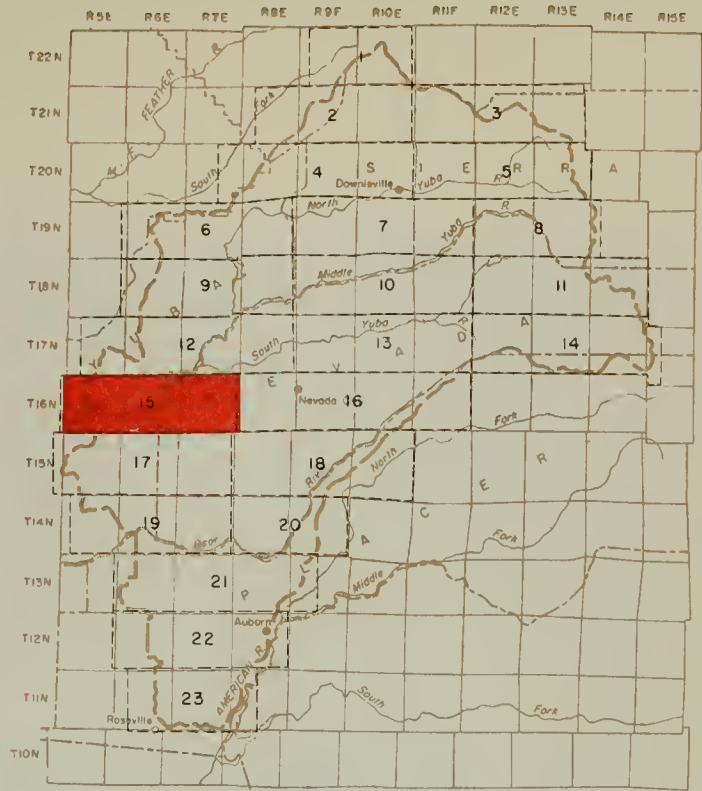 R5E R6E R7E R8E R9E R10E R11E R12E R13E R14E R15E
T22N
FEATHER R
M F
South Fork
T21N
2
3
T20N
4
5
S I E R R A
Downieville
North Yuba R
T19N
6
7
8
T18N
9
10
11
Middle Yuba R
T17N
12
13
14
South Yuba R
Y U B A
N E V A D A
T16N
15
16
Nevada
T15N
17
18
North Fork
T14N
19
20
Bear River
T13N
21
Middle Fork
P L A C E R
T12N
22
Auburn
T11N
23
Roseville
AMERICAN R
South Fork
T10N